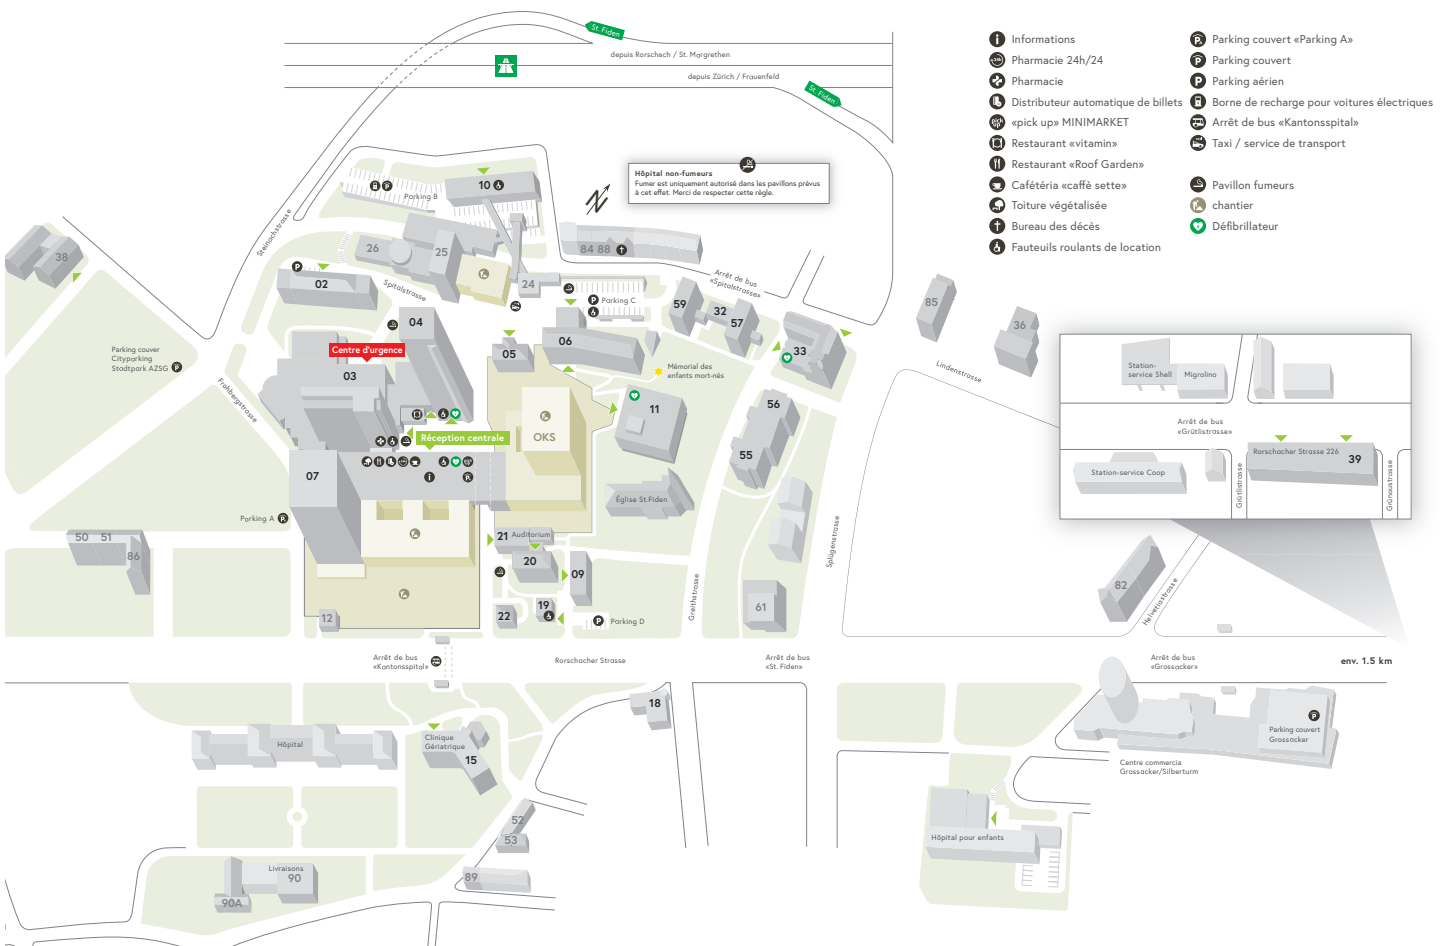 St. Fiden
depuis Rorschach / St. Margrethen
depuis Zürich / Frauenfeld
St. Fiden
Informations
Pharmacie 24h/24
Pharmacie
Distributeur automatique de billets
«pick up» MINIMARKET
Restaurant «vitamin»
Restaurant «Roof Garden»
Cafétéria «caffè sette»
Toiture végétalisée
Bureau des décès
Fauteuils roulants de location
Parking couvert «Parking A»
Parking couvert
Parking aérien
Borne de recharge pour voitures électriques
Arrêt de bus «Kantonsspital»
Taxi / service de transport
Pavillon fumeurs
chantier
Défibrillateur
Hôpital non-fumeurs
Fumer est uniquement autorisé dans les pavillons prévus
à cet effet. Merci de respecter cette règle.
N
10
Parking B
Steinachstrasse
38
26
25
84 88
02
Spitalstrasse
24
Parking C
Arrêt de bus
«Spitalstrasse»
59
32
57
85
36
04
Centre d'urgence
03
05
06
33
Parking couver
Cityparking
Stadtpark AZSG
Mémorial des
enfants mort-nés
Lindenstrasse
Frohbergstrasse
11
56
55
OKS
Réception centrale
07
Église St.Fiden
Parking A
50 51
86
21 Auditorium
20
09
19
22
Parking D
12
61
Greithstrasse
Splügenstrasse
82
Helvetiastrasse
Station-
service Shell
Migrolino
Arrêt de bus
«Grütlistrasse»
Station-service Coop
Rorschacher Strasse 226
39
Grütlistrasse
Grünaustrasse
Arrêt de bus
«Kantonsspital»
Rorschacher Strasse
Arrêt de bus
«St. Fiden»
Arrêt de bus
«Grossacker»
env. 1.5 km
18
Hôpital
Clinique
Gériatrique
15
Parking couvert
Grossacker
Centre commercia
Grossacker/Silberturm
52
53
89
Livraisons
90
90A
Hôpital pour enfants